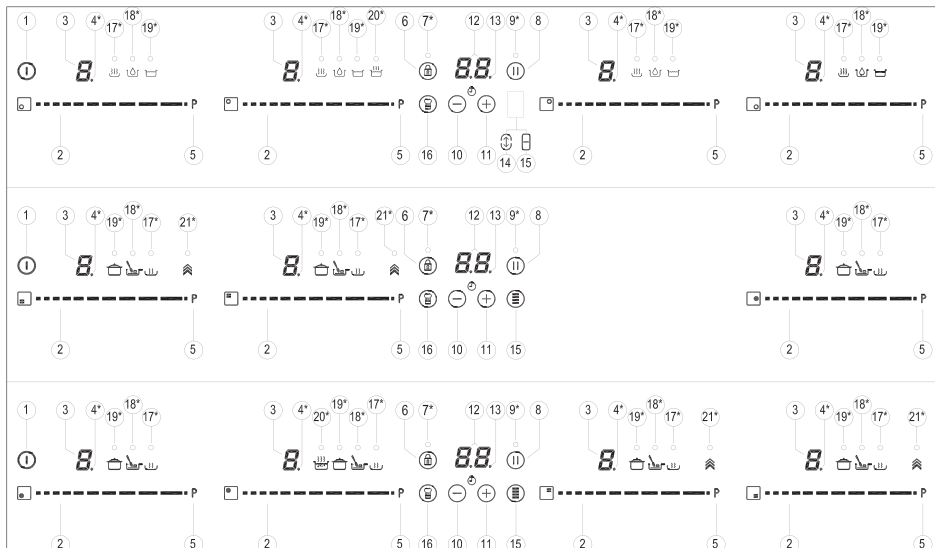 18* 18* 20* 18* 18*
1 3 4* 17* 19* 3 4* 17* 19* 6 7* 12 13 9* 8 3 4* 17* 19* 3 4* 17* 19*
8. 8. 8.8. 8. 8.
P P P P
14 15
2 5 2 5 16 10 11 2 5 2 5
1 3 4* 18* 21* 3 4* 18* 21* 7* 12 13 9* 8 3 4* 18*
19* 17* 19* 17* 6 19* 17*
8. 8. 8.8. 8.
P P P
2 5 2 5 16 10 11 15 2 5
1 3 4* 18* 3 4* 19* 17* 6 7* 12 13 9* 8 3 4* 18* 21* 3 4* 18* 21*
19* 17* 20* 18* 19* 17* 19* 17*
8. 8. 8.8. 8. 8.
P P P P
2 5 2 5 16 10 11 15 2 5 2 5